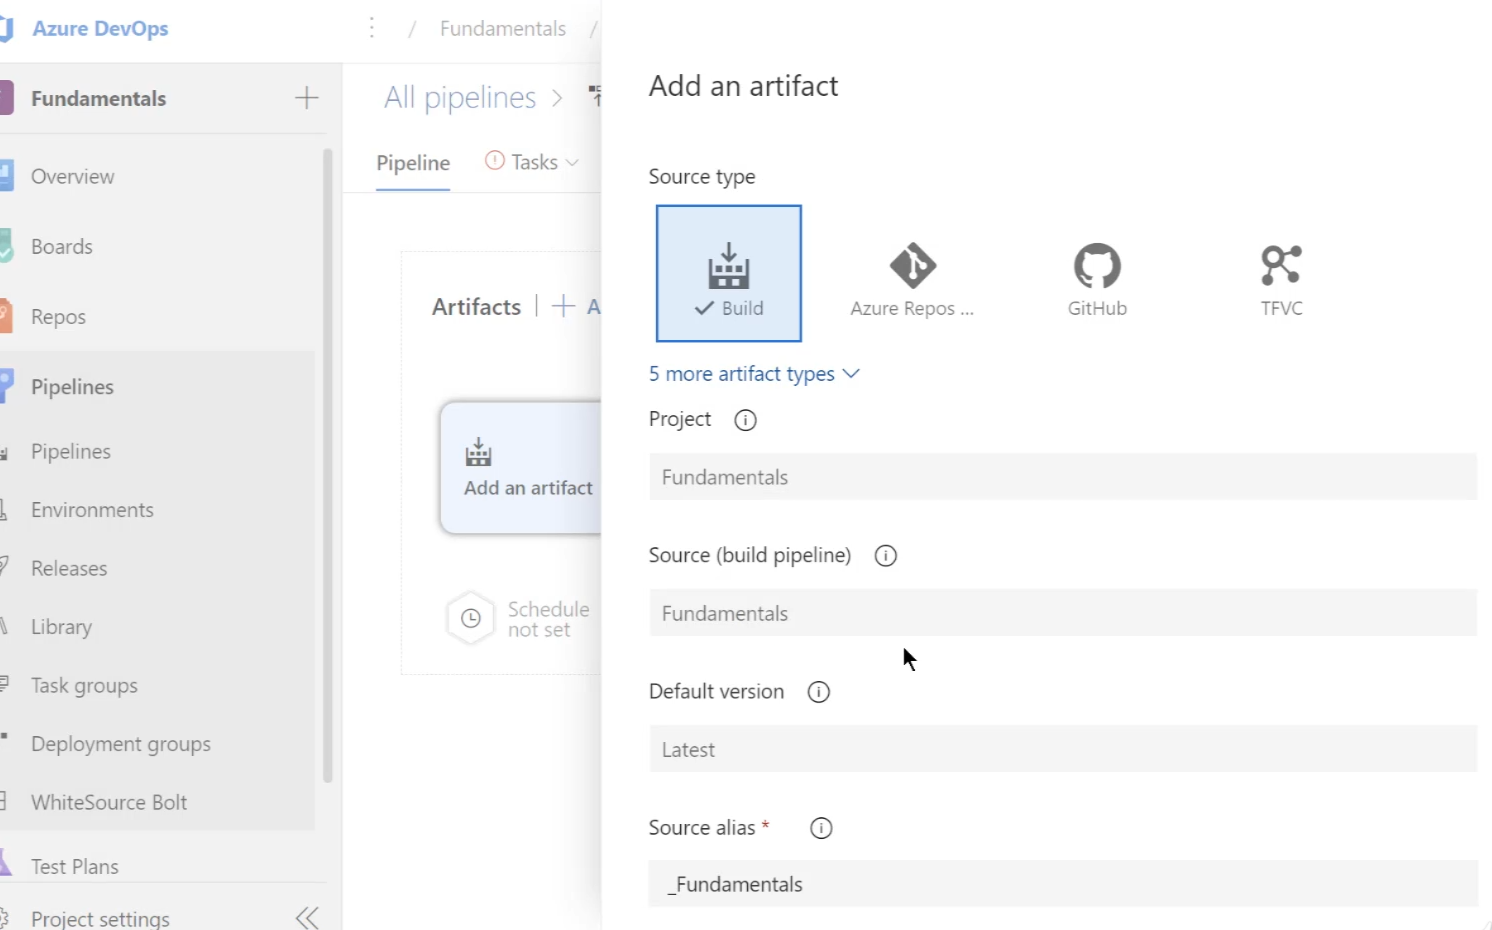 Azure DevOps
/ Fundamentals /
Fundamentals
Overview
Boards
Repos
Pipelines
Pipelines
Environments
Releases
Library
Task groups
Deployment groups
WhiteSource Bolt
Test Plans
Project settings
All pipelines >
Pipeline
Tasks
Artifacts | + A
Add an artifact
Schedule
not set
Add an artifact
Source type
Build
Azure Repos ...
GitHub
TFVC
5 more artifact types
Project
Fundamentals
Source (build pipeline)
Fundamentals
Default version
Latest
Source alias *
_Fundamentals